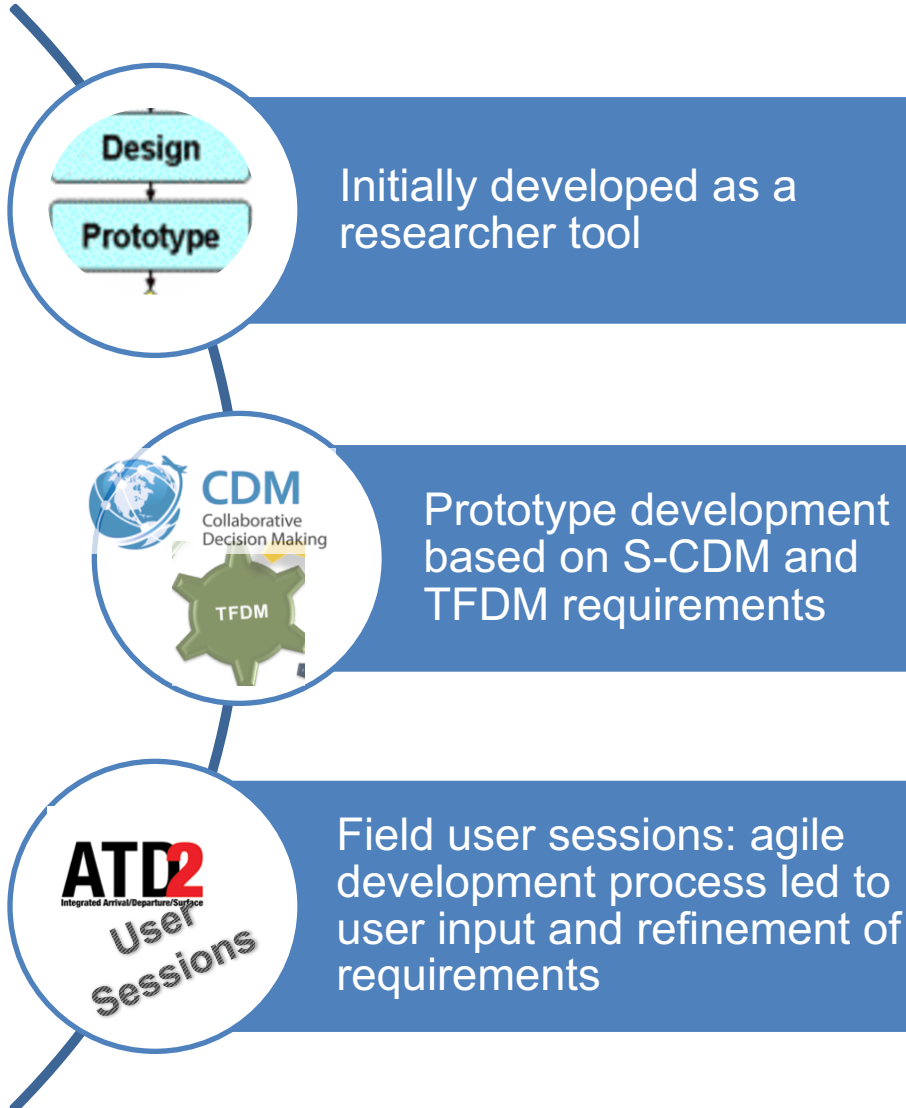 Design
Prototype
Initially developed as a
researcher tool
CDM
Collaborative
Decision Making
TFDM
Prototype development
based on S-CDM and
TFDM requirements
ATD2
Integrated Arrival/Departure/Surface
User
Sessions
Field user sessions: agile
development process led to
user input and refinement of
requirements